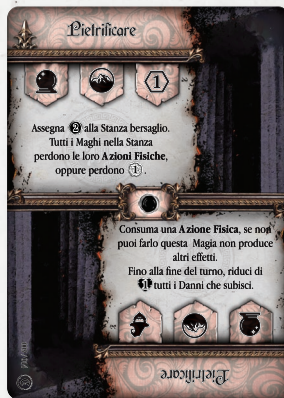 Pietrificare
1
Assegna 2 alla Stanza bersaglio.
Tutti i Maghi nella Stanza
perdono le loro Azioni Fisiche,
oppure perdono 1.
Consuma una Azione Fisica, se non
puoi farlo questa Magia non produce
altri effetti.
Fino alla fine del turno, riduci di
1 tutti i Danni che subisci.
Pietrificare